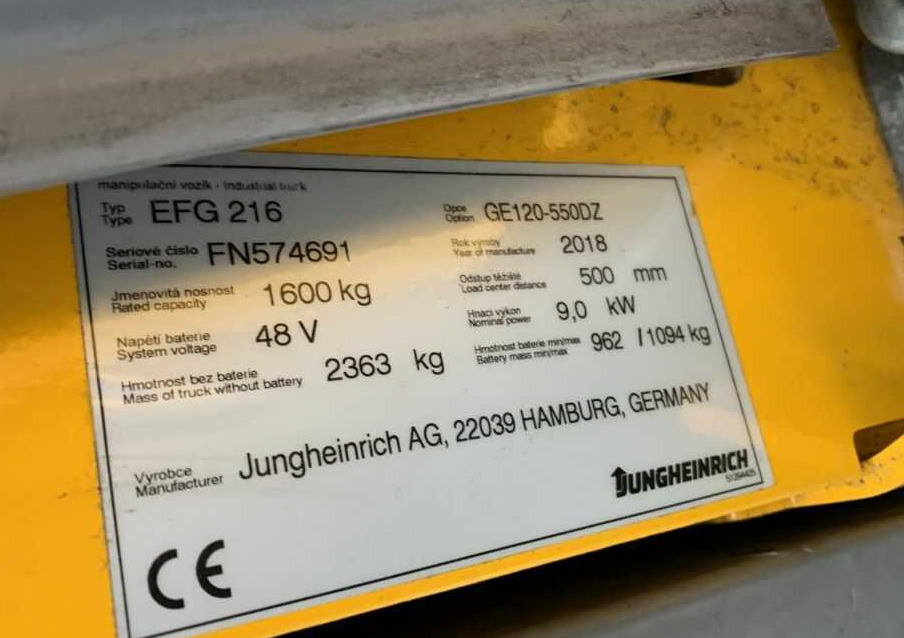 manipulační vozík - Industrial truck
Typ EFG 216 Opce GE120-550DZ
Type Option
Seriové číslo FN574691 Rok výroby 2018
Serial-no. Year of manufacture
Jmenovitá nosnost 1600 kg Odstup těžiště 500 mm
Rated capacity Load center distance
Napětí baterie 48 V Hnací výkon 9,0 kW
System voltage Nominal power
Hmotnost bez baterie 2363 kg Hmotnost baterie min/max 962 / 1094 kg
Mass of truck without battery Battery mass min/max
Vyrobce Jungheinrich AG, 22039 HAMBURG, GERMANY
Manufacturer
JUNGHEINRICH
CE